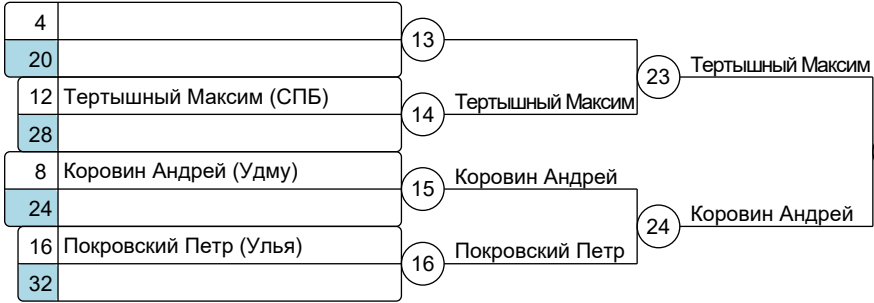 4
13
20
23 Тертышный Максим
12 Тертышный Максим (СПБ)
14 Тертышный Максим
28
8 Коровин Андрей (Удму)
15 Коровин Андрей
24
24 Коровин Андрей
16 Покровский Петр (Улья)
16 Покровский Петр
32